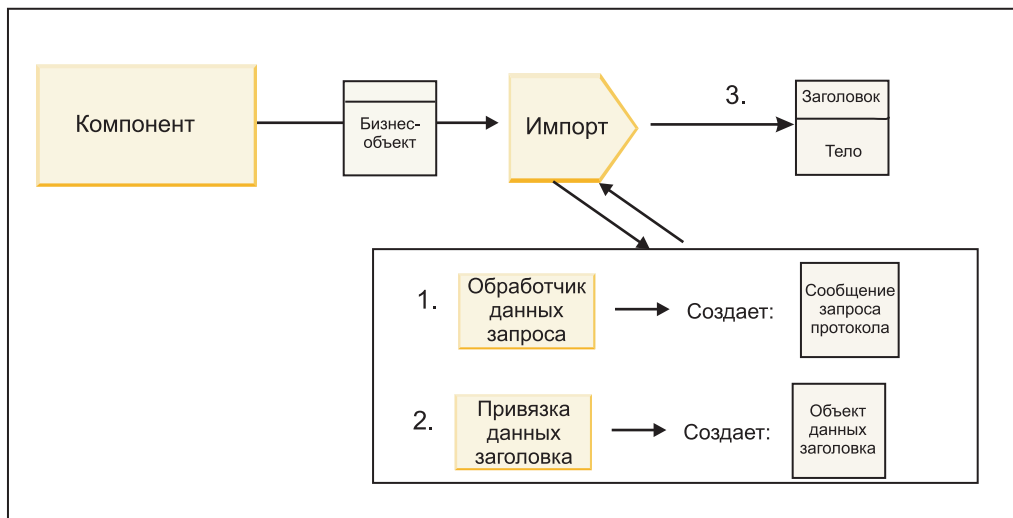 Компонент
Бизнес-
объект
Импорт
3.
Заголовок
Тело
1.
Обработчик
данных
запроса
Создает:
Сообщение
запроса
протокола
2.
Привязка
данных
заголовка
Создает:
Объект
данных
заголовка